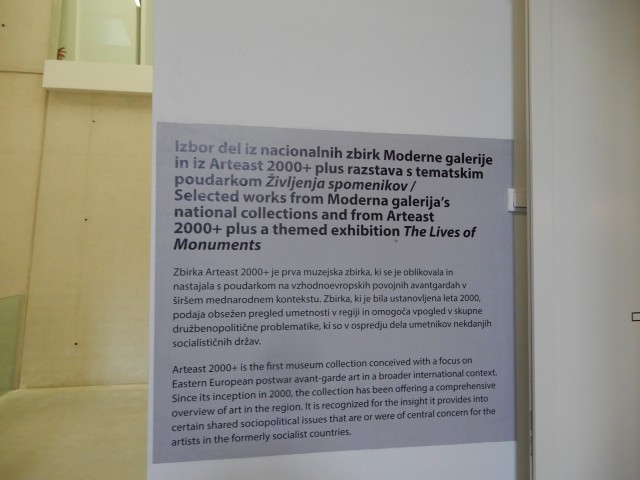 Izbor del iz nacionalnih zbirk Moderne galerije
in iz Arteast 2000+ plus razstava s tematskim
poudarkom Življenja spomenikov /
Selected works from Moderna galerija's
national collections and from Arteast
2000+ plus a themed exhibition The Lives of
Monuments
Zbirka Arteast 2000+ je prva muzejska zbirka, ki se je oblikovala in
nastajala s poudarkom na vzhodnoevropskih povojnih avantgardah v
širšem mednarodnem kontekstu. Zbirka, ki je bila ustanovljena leta 2000,
podaja obsežen pregled umetnosti v regiji in omogoča vpogled v skupne
družbenopolitične problematike, ki so v ospredju dela umetnikov nekdanjih
socialističnih držav.
Arteast 2000+ is the first museum collection conceived with a focus on
Eastern European postwar avant-garde art in a broader international context.
Since its inception in 2000, the collection has been offering a comprehensive
overview of art in the region. It is recognized for the insight it provides into
certain shared sociopolitical issues that are or were of central concern for the
artists in the formerly socialist countries.